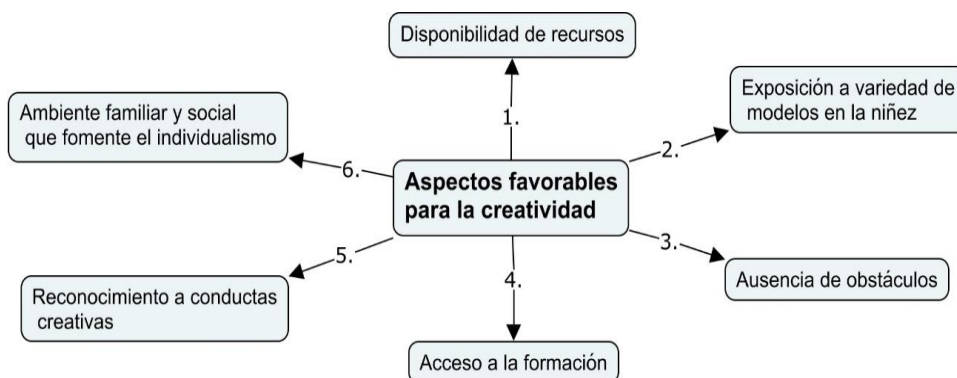 Disponibilidad de recursos
1.
Exposición a variedad de
modelos en la niñez
2.
Ambiente familiar y social
que fomente el individualismo
6.
Aspectos favorables
para la creatividad
3.
Ausencia de obstáculos
5.
Reconocimiento a conductas
creativas
4.
Acceso a la formación